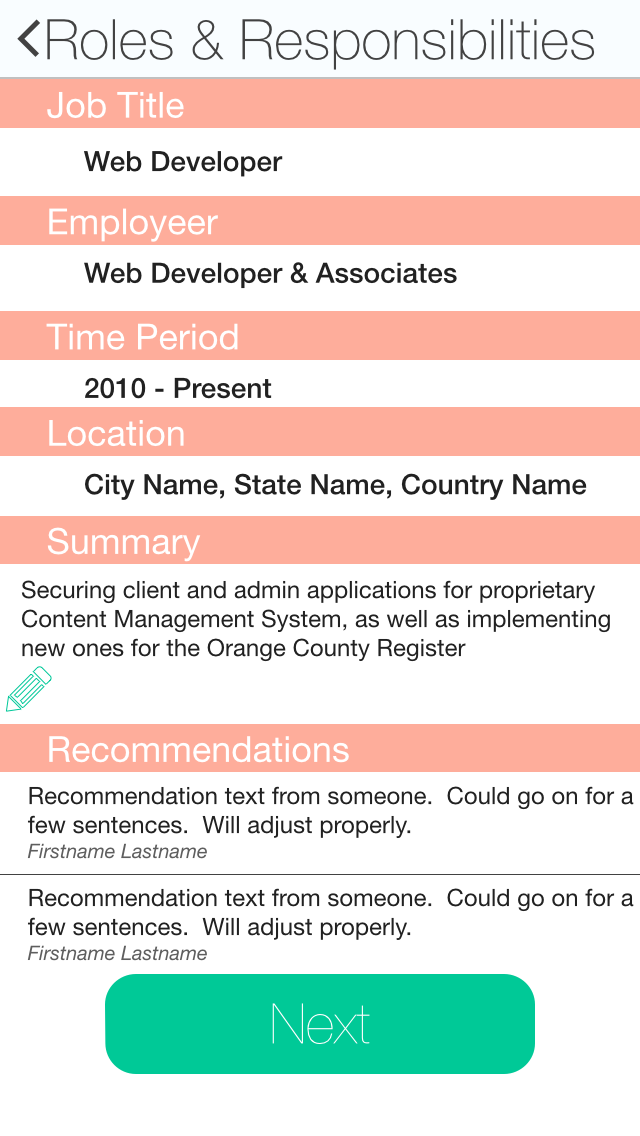 Roles & Responsibilities
Job Title
Web Developer
Employeer
Web Developer & Associates
Time Period
2010 - Present
Location
City Name, State Name, Country Name
Summary
Securing client and admin applications for proprietary
Content Management System, as well as implementing
new ones for the Orange County Register
Recommendations
Recommendation text from someone.  Could go on for a
few sentences.  Will adjust properly.
Firstname Lastname
Recommendation text from someone.  Could go on for a
few sentences.  Will adjust properly.
Firstname Lastname
Next